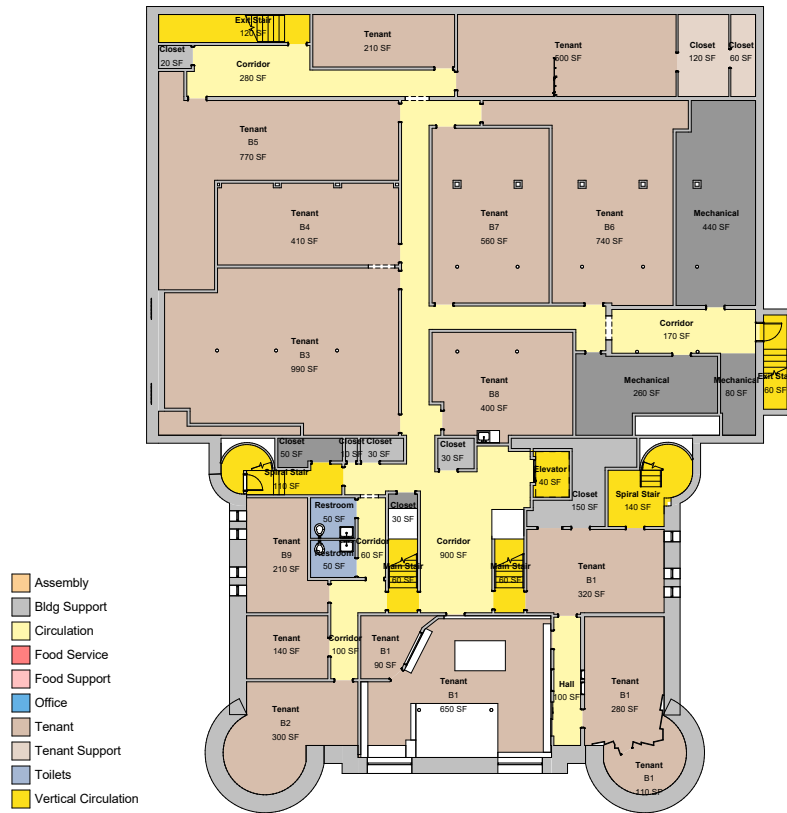 Exit Stair
120 SF
Tenant
210 SF
Tenant
600 SF
Closet
120 SF
Closet
60 SF
Closet
20 SF
Corridor
280 SF
Tenant
B5
770 SF
Tenant
B4
410 SF
Tenant
B7
560 SF
Tenant
B6
740 SF
Mechanical
440 SF
Tenant
B3
990 SF
Corridor
170 SF
Exit Stair
60 SF
Tenant
B8
400 SF
Mechanical
260 SF
Mechanical
80 SF
Closet
50 SF
Closet
10 SF
Closet
30 SF
Closet
30 SF
Spiral Stair
110 SF
Elevator
40 SF
Closet
150 SF
Spiral Stair
140 SF
Restroom
50 SF
Closet
30 SF
Tenant
B9
210 SF
Restroom
50 SF
Corridor
60 SF
Corridor
900 SF
Main Stair
60 SF
Main Stair
60 SF
Tenant
B1
320 SF
Tenant
140 SF
Corridor
100 SF
Tenant
B1
90 SF
Tenant
B1
650 SF
Hall
100 SF
Tenant
B1
280 SF
Tenant
B2
300 SF
Tenant
B1
110 SF
Assembly
Bldg Support
Circulation
Food Service
Food Support
Office
Tenant
Tenant Support
Toilets
Vertical Circulation